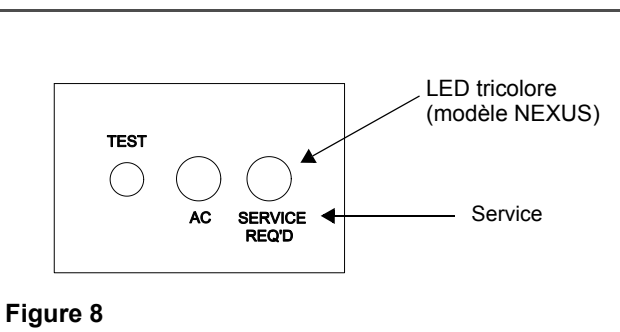 LED tricolore
(modèle NEXUS)
TEST
AC
SERVICE
REQ'D
Service
Figure 8